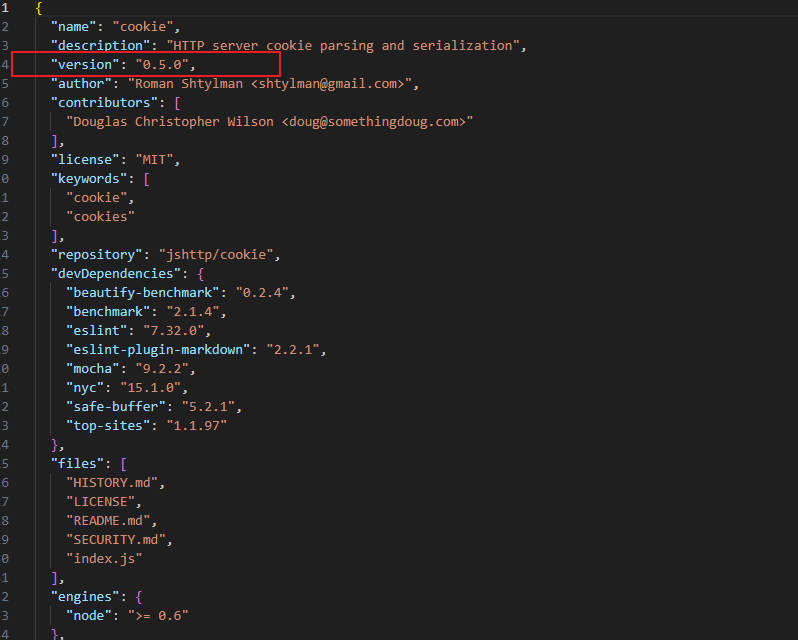 1 {
2 "name": "cookie",
3 "description": "HTTP server cookie parsing and serialization",
4 "version": "0.5.0",
5 "author": "Roman Shtylman <shtylman@gmail.com>",
6 "contributors": [
7 "Douglas Christopher Wilson <doug@somethingdoug.com>"
8 ],
9 "license": "MIT",
0 "keywords": [
1 "cookie",
2 "cookies"
3 ],
4 "repository": "jshttp/cookie",
5 "devDependencies": {
6 "beautify-benchmark": "0.2.4",
7 "benchmark": "2.1.4",
8 "eslint": "7.32.0",
9 "eslint-plugin-markdown": "2.2.1",
0 "mocha": "9.2.2",
1 "nyc": "15.1.0",
2 "safe-buffer": "5.2.1",
3 "top-sites": "1.1.97"
4 },
5 "files": [
6 "HISTORY.md",
7 "LICENSE",
8 "README.md",
9 "SECURITY.md",
0 "index.js"
1 ],
2 "engines": {
3 "node": ">= 0.6"
4 },